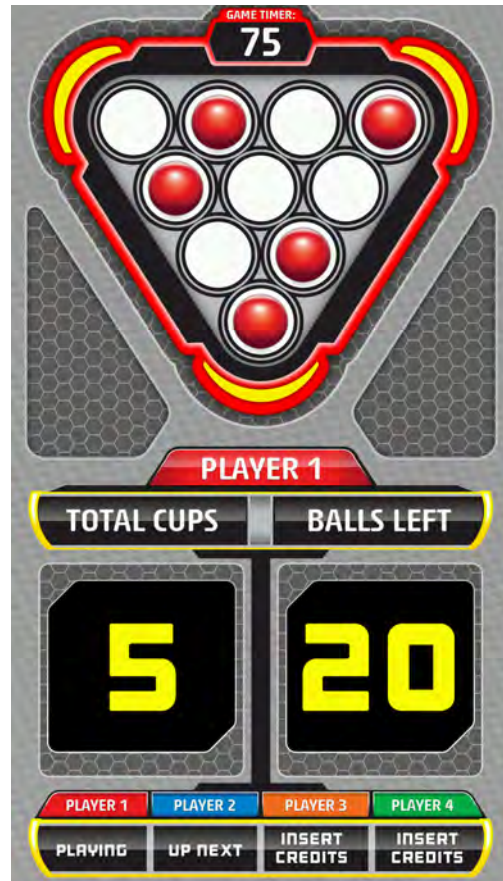 GAME TIMER:
75
PLAYER 1
TOTAL CUPS
BALLS LEFT
5
20
PLAYER 1
PLAYER 2
PLAYER 3
PLAYER 4
PLAYING
UP NEXT
INSERT
CREDITS
INSERT
CREDITS